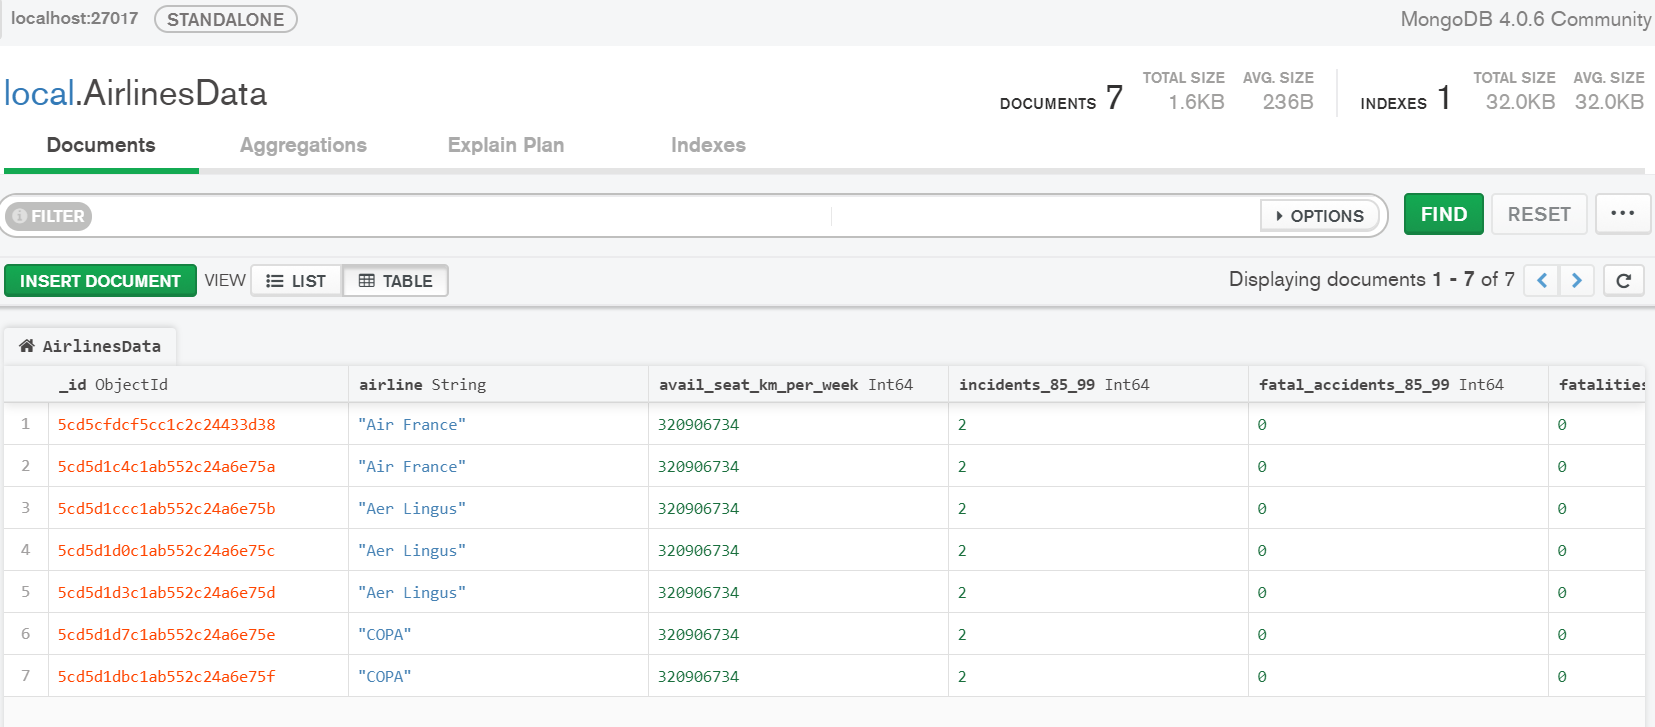 localhost:27017 STANDALONE MongoDB 4.0.6 Community
local.AirlinesData
DOCUMENTS 7 TOTAL SIZE 1.6KB AVG. SIZE 236B INDEXES 1 TOTAL SIZE 32.0KB AVG. SIZE 32.0KB
Documents Aggregations Explain Plan Indexes
FILTER OPTIONS FIND RESET ...
INSERT DOCUMENT VIEW LIST TABLE Displaying documents 1 - 7 of 7
AirlinesData
_id ObjectId airline String avail_seat_km_per_week Int64 incidents_85_99 Int64 fatal_accidents_85_99 Int64 fatalities
1 5cd5cfdcf5cc1c2c24433d38 "Air France" 320906734 2 0 0
2 5cd5d1c4c1ab552c24a6e75a "Air France" 320906734 2 0 0
3 5cd5d1ccc1ab552c24a6e75b "Aer Lingus" 320906734 2 0 0
4 5cd5d1d0c1ab552c24a6e75c "Aer Lingus" 320906734 2 0 0
5 5cd5d1d3c1ab552c24a6e75d "Aer Lingus" 320906734 2 0 0
6 5cd5d1d7c1ab552c24a6e75e "COPA" 320906734 2 0 0
7 5cd5d1dbc1ab552c24a6e75f "COPA" 320906734 2 0 0